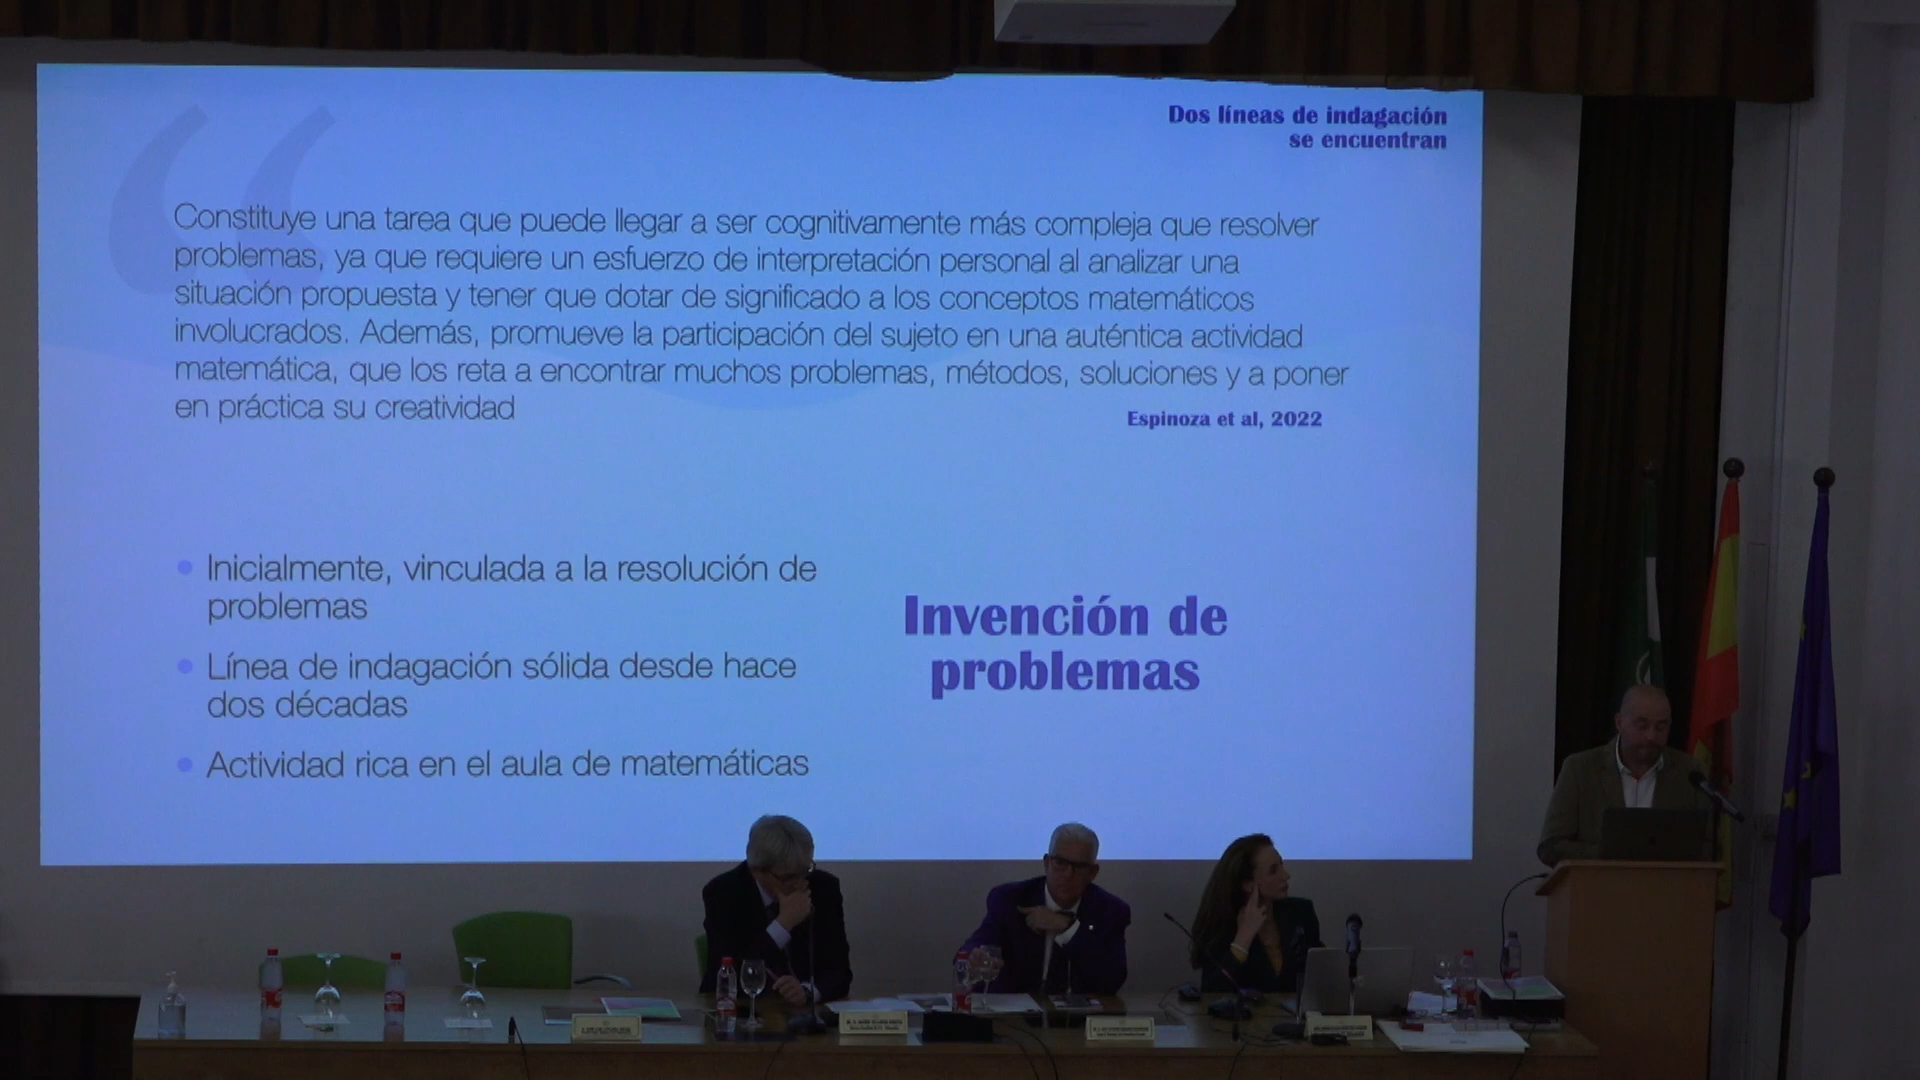 Dos líneas de indagación
se encuentran
Constituye una tarea que puede llegar a ser cognitivamente más compleja que resolver
problemas, ya que requiere un esfuerzo de interpretación personal al analizar una
situación propuesta y tener que dotar de significado a los conceptos matemáticos
involucrados. Además, promueve la participación del sujeto en una auténtica actividad
matemática, que los reta a encontrar muchos problemas, métodos, soluciones y a poner
en práctica su creatividad
Espinoza et al, 2022
Inicialmente, vinculada a la resolución de
problemas
Línea de indagación sólida desde hace
dos décadas
Actividad rica en el aula de matemáticas
Invención de
problemas